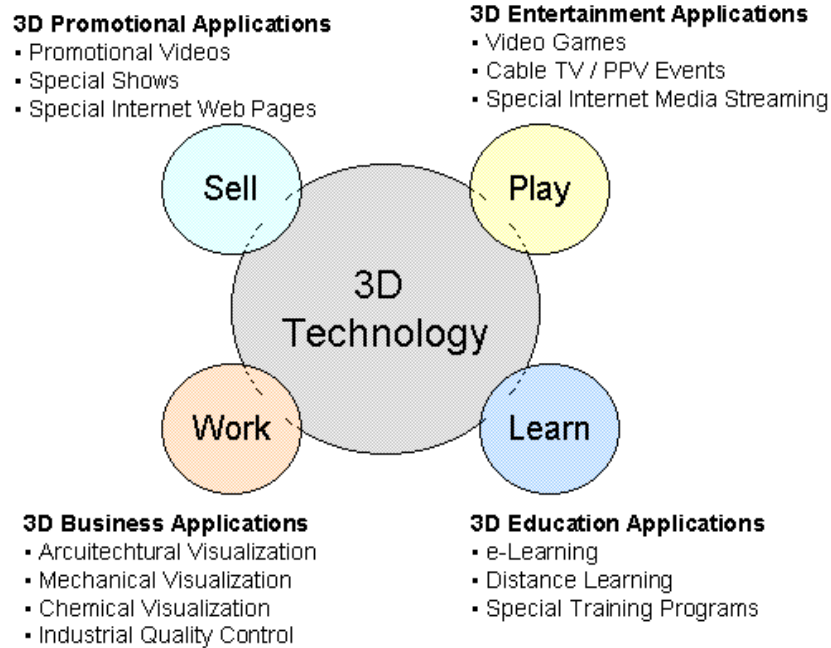 3D Promotional Applications
▪ Promotional Videos
▪ Special Shows
▪ Special Internet Web Pages
3D Entertainment Applications
▪ Video Games
▪ Cable TV / PPV Events
▪ Special Internet Media Streaming
Sell
Play
3D
Technology
Work
Learn
3D Business Applications
▪ Arcuitechtural Visualization
▪ Mechanical Visualization
▪ Chemical Visualization
▪ Industrial Quality Control
3D Education Applications
▪ e-Learning
▪ Distance Learning
▪ Special Training Programs